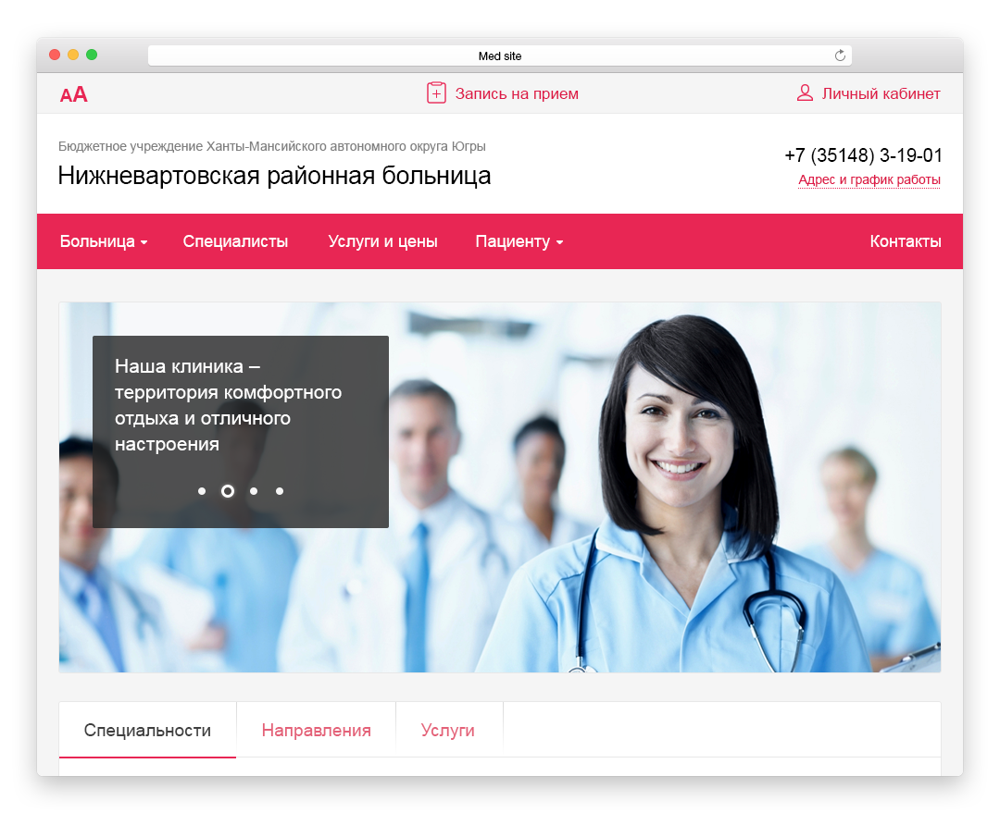 Med site
AA
Запись на прием
Личный кабинет
Бюджетное учреждение Ханты-Мансийского автономного округа Югры
Нижневартовская районная больница
+7 (35148) 3-19-01
Адрес и график работы
Больница
Специалисты
Услуги и цены
Пациенту
Контакты
Наша клиника –
территория комфортного
отдыха и отличного
настроения
Специальности
Направления
Услуги